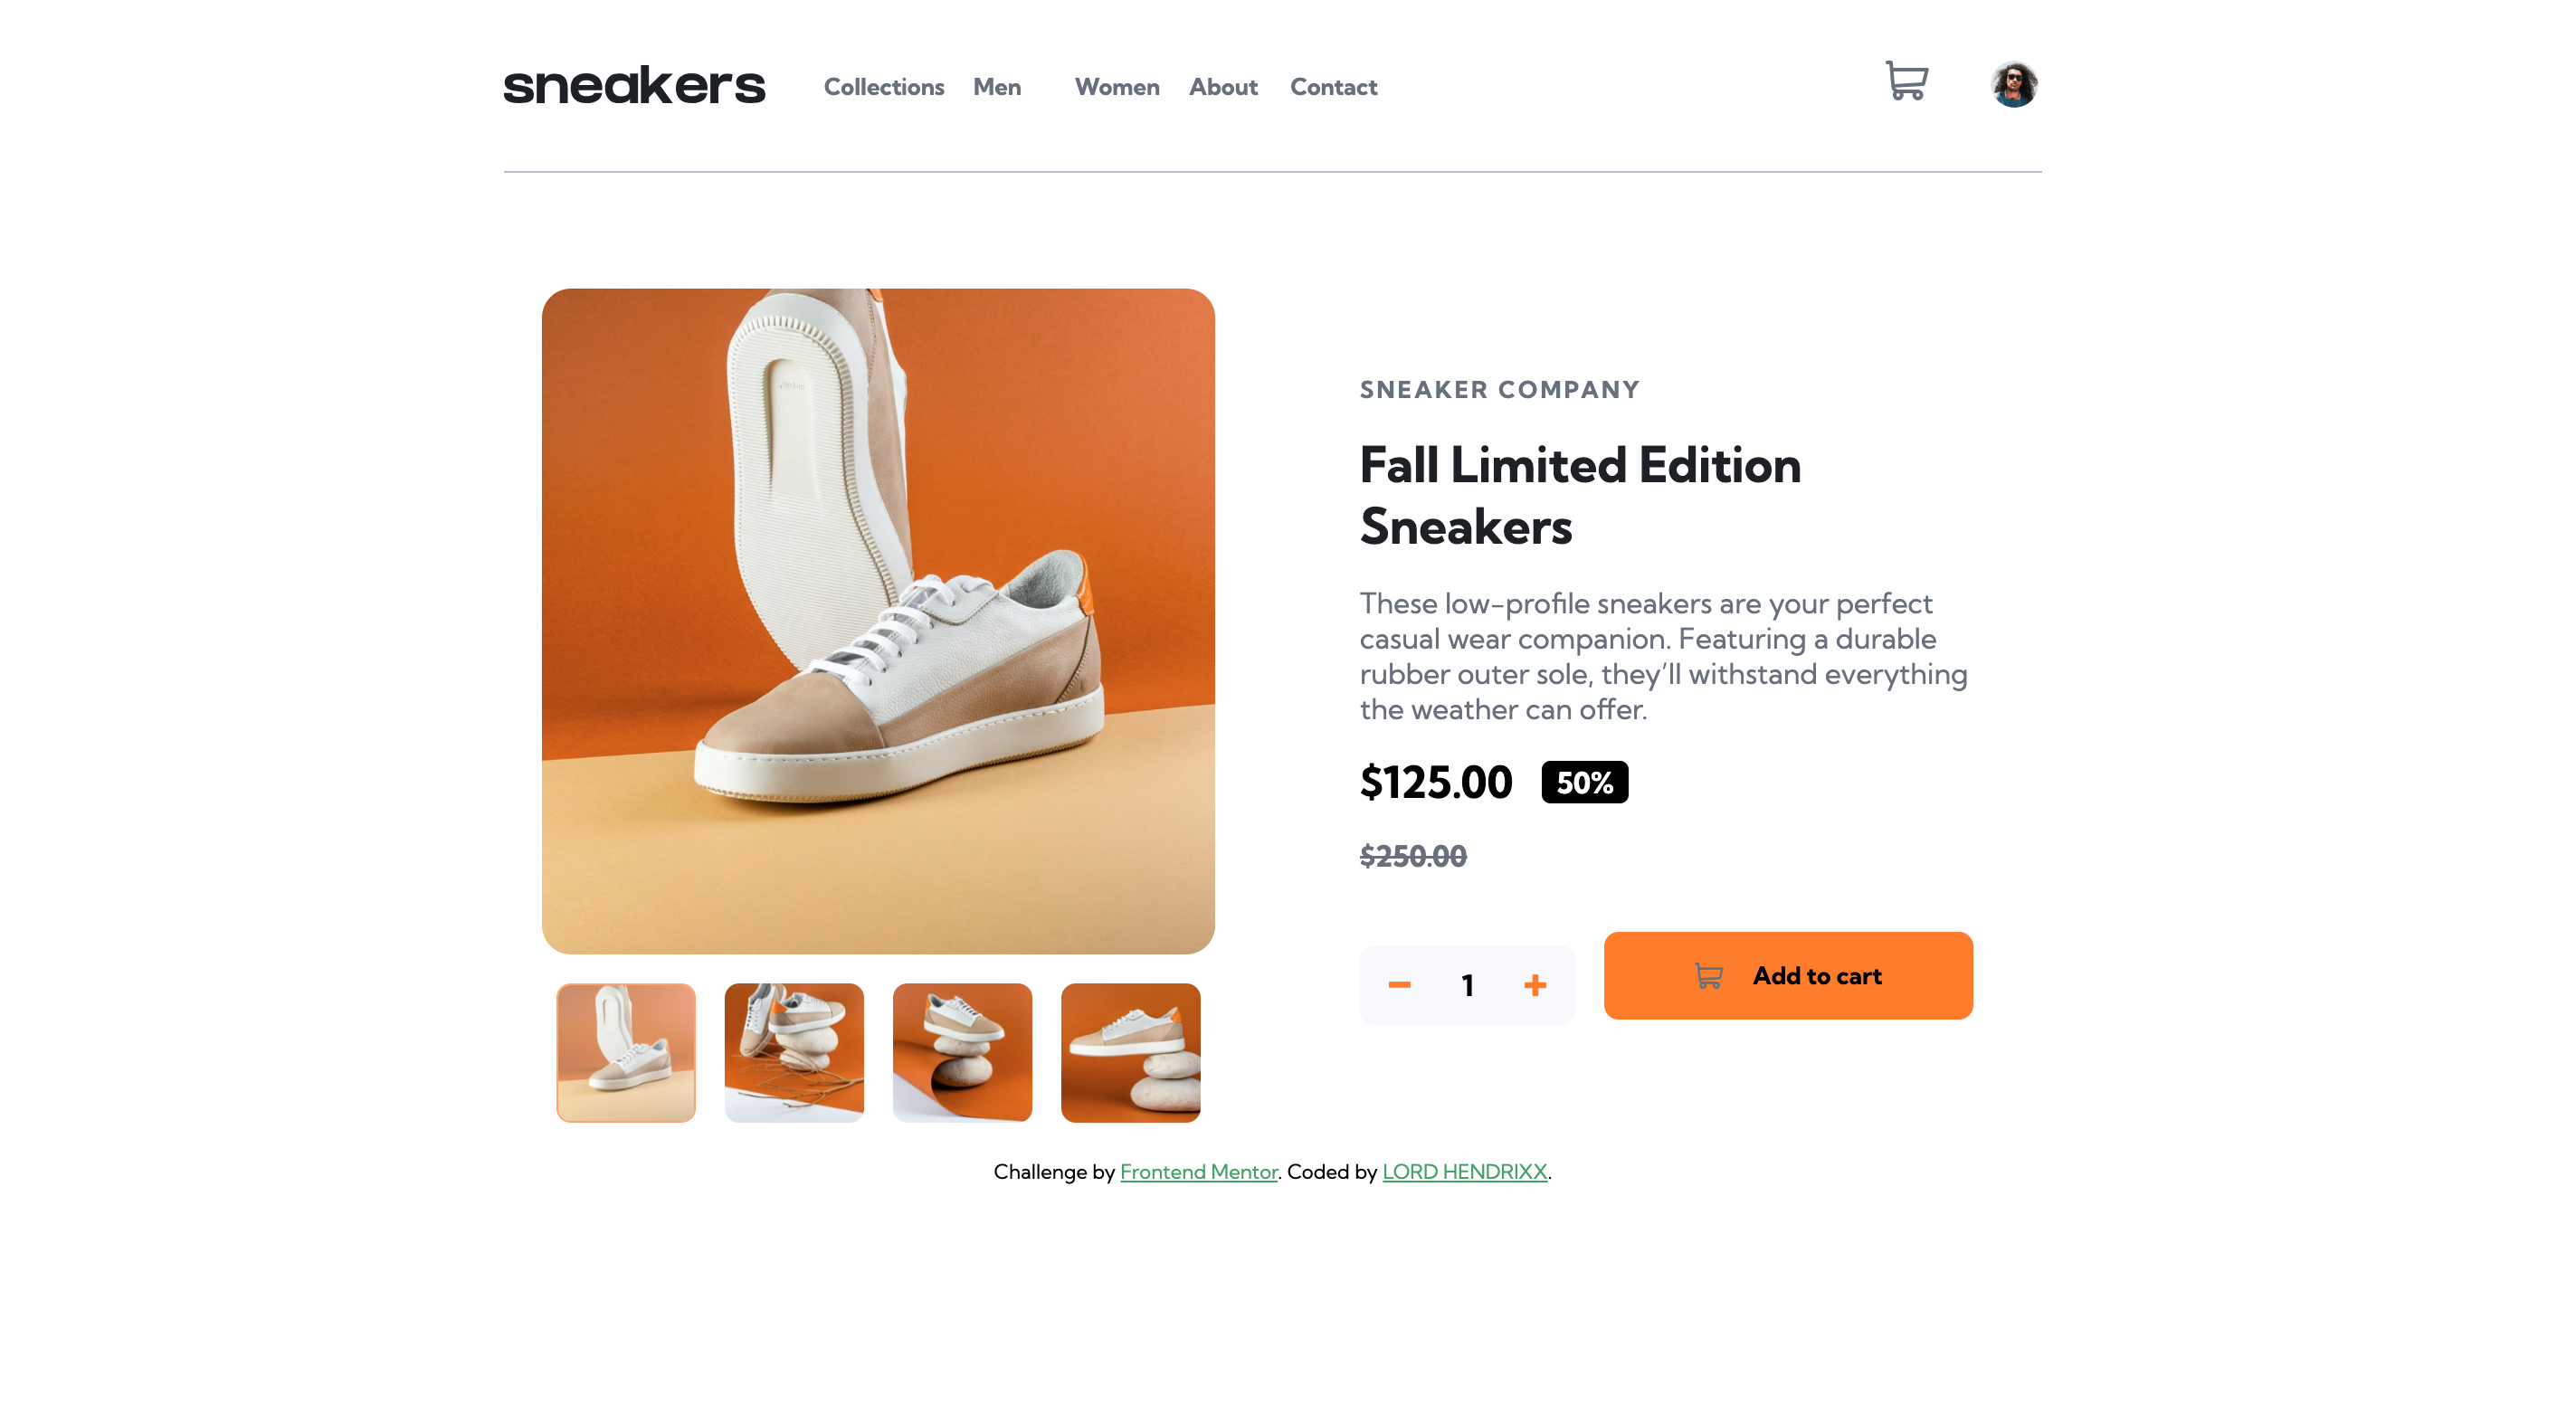 sneakers
Collections Men Women About Contact
SNEAKER COMPANY
Fall Limited Edition
Sneakers
These low-profile sneakers are your perfect
casual wear companion. Featuring a durable
rubber outer sole, they’ll withstand everything
the weather can offer.
$125.00 50%
$250.00
1
Add to cart
Challenge by Frontend Mentor. Coded by LORD HENDRIXX.